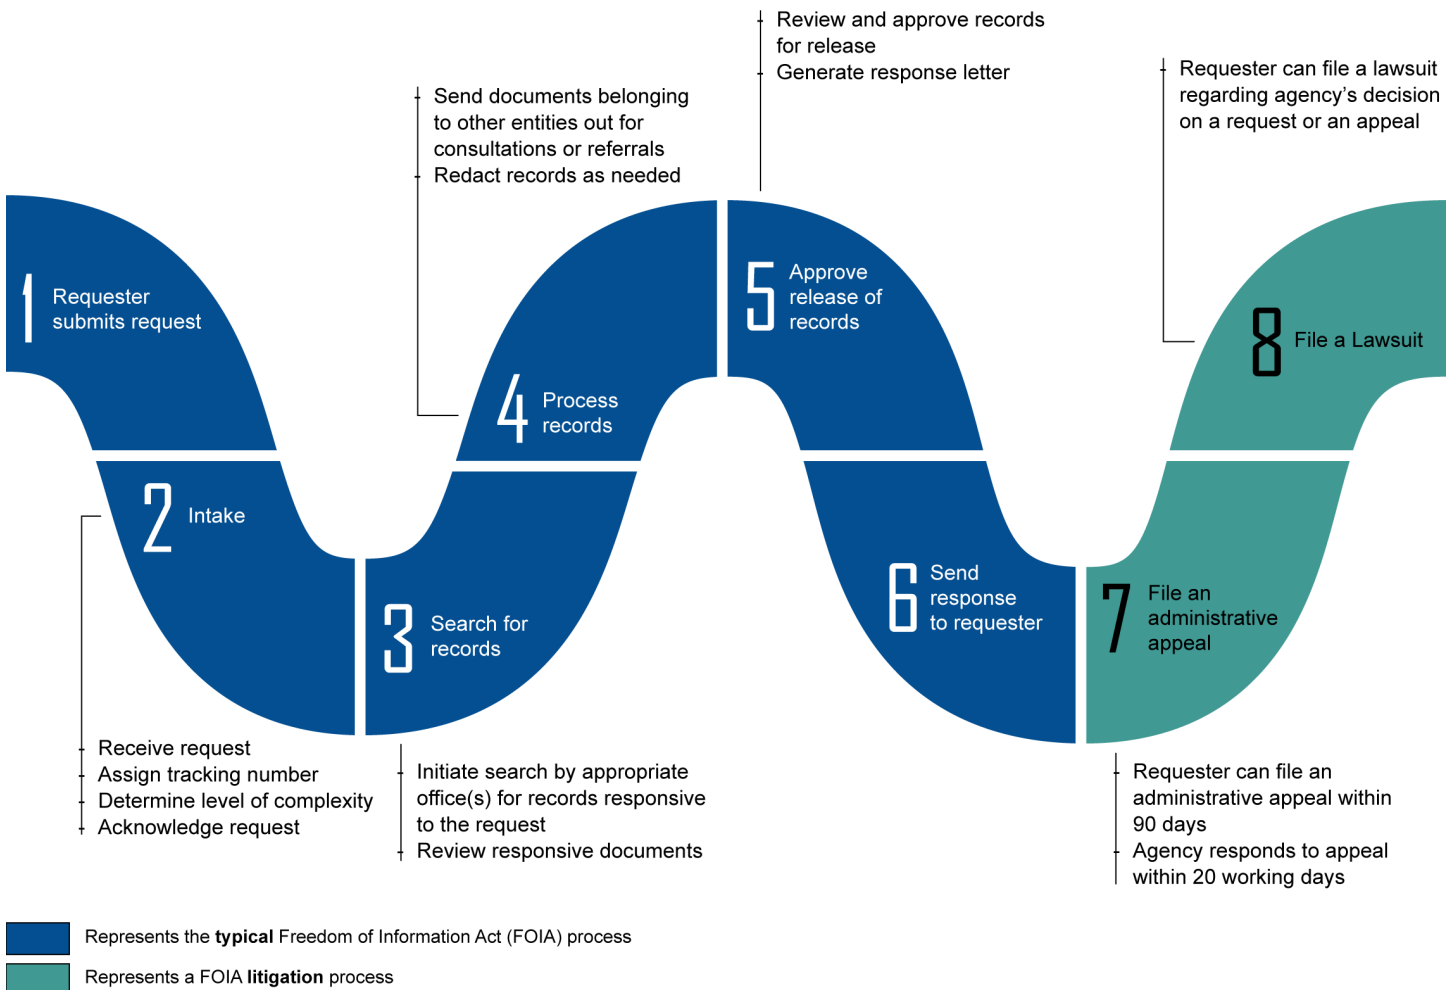 1
Requester
submits request
2
Intake
Receive request
Assign tracking number
Determine level of complexity
Acknowledge request
3
Search for
records
Initiate search by appropriate
office(s) for records responsive
to the request
Review responsive documents
4
Process
records
Send documents belonging
to other entities out for
consultations or referrals
Redact records as needed
5
Approve
release of
records
Review and approve records
for release
Generate response letter
6
Send
response
to requester
7
File an
administrative
appeal
Requester can file an
administrative appeal within
90 days
Agency responds to appeal
within 20 working days
8
File a Lawsuit
Requester can file a lawsuit
regarding agency’s decision
on a request or an appeal
Represents the typical Freedom of Information Act (FOIA) process
Represents a FOIA litigation process